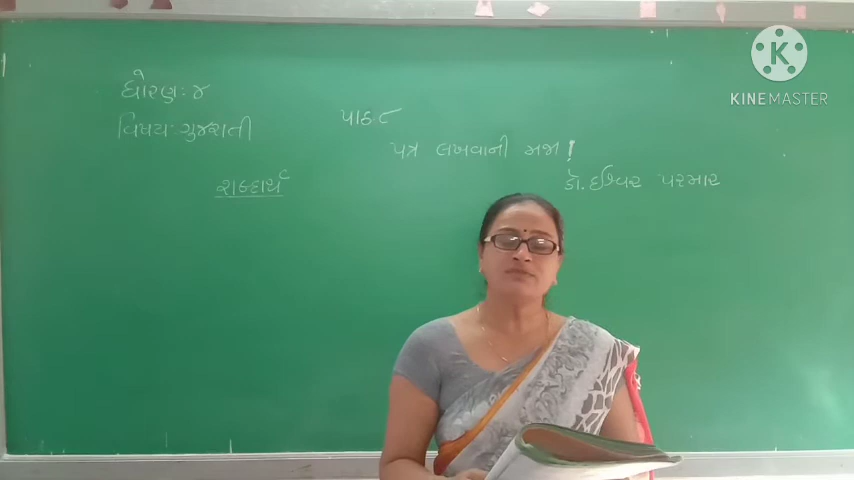 ધોરણ: ૪
વિષય: ગુજરાતી
પાઠ: ૮
પત્ર લખવાની મજા!
ડૉ. ઈશ્વર પરમાર
શબ્દાર્થ
K
KINEMASTER